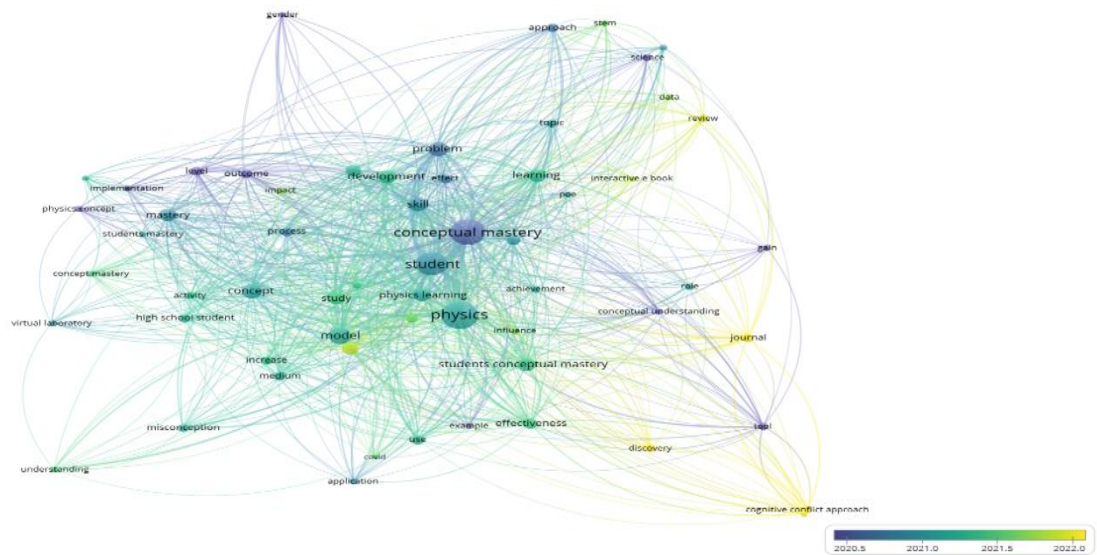 gender
approach
stem
science
data
review
topic
problem
level
outcome
development
effect
learning
interactive e book
implementation
impact
poe
physics concept
mastery
skill
students mastery
process
conceptual mastery
gain
student
concept mastery
concept
activity
study
physics learning
achievement
role
conceptual understanding
virtual laboratory
high school student
physics
influence
model
journal
increase
students conceptual mastery
medium
misconception
example
effectiveness
tool
use
discovery
covid
understanding
application
cognitive conflict approach
2020.5 2021.0 2021.5 2022.0